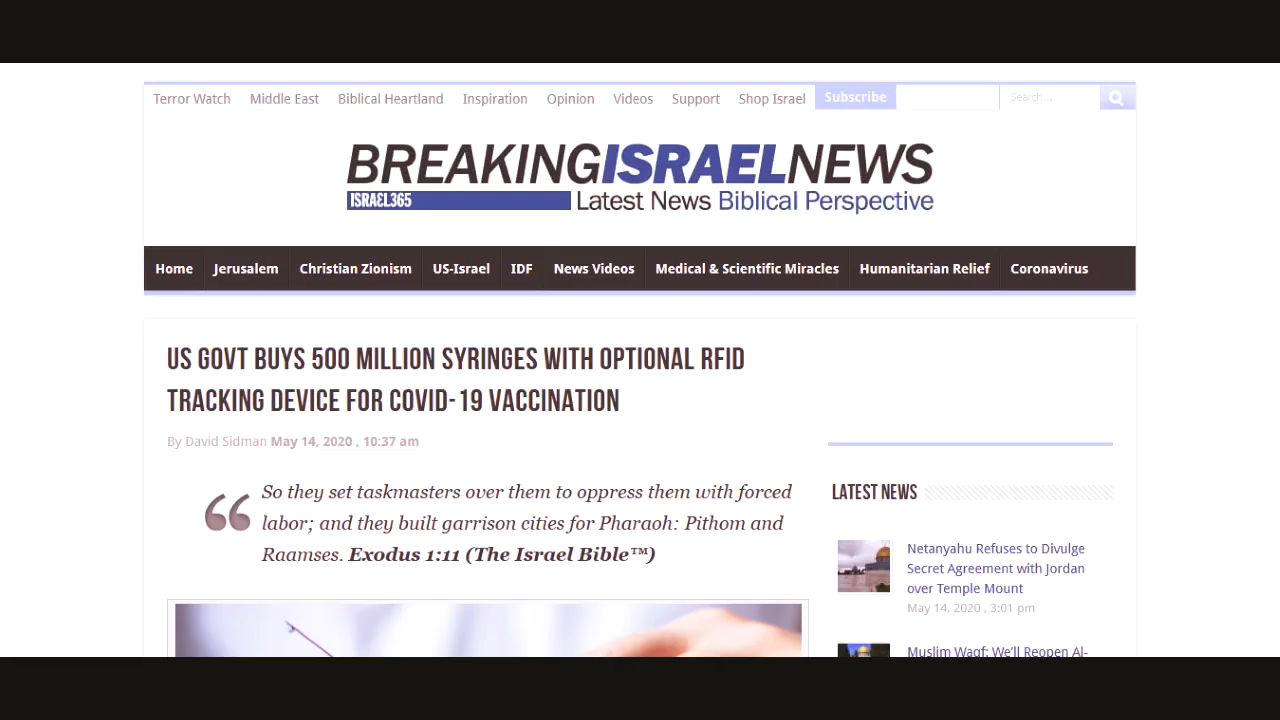 Terror Watch Middle East Biblical Heartland Inspiration Opinion Videos Support Shop Israel Subscribe Search...
BREAKINGISRAELNEWS
ISRAEL365 Latest News Biblical Perspective
Home Jerusalem Christian Zionism US-Israel IDF News Videos Medical & Scientific Miracles Humanitarian Relief Coronavirus
US GOVT BUYS 500 MILLION SYRINGES WITH OPTIONAL RFID
TRACKING DEVICE FOR COVID-19 VACCINATION
By David Sidman May 14, 2020 , 10:37 am
“So they set taskmasters over them to oppress them with forced
labor; and they built garrison cities for Pharaoh: Pithom and
Raamses. Exodus 1:11 (The Israel Bible™)
LATEST NEWS
Netanyahu Refuses to Divulge
Secret Agreement with Jordan
over Temple Mount
May 14, 2020 , 3:01 pm
Muslim Waqf: We'll Reopen Al-